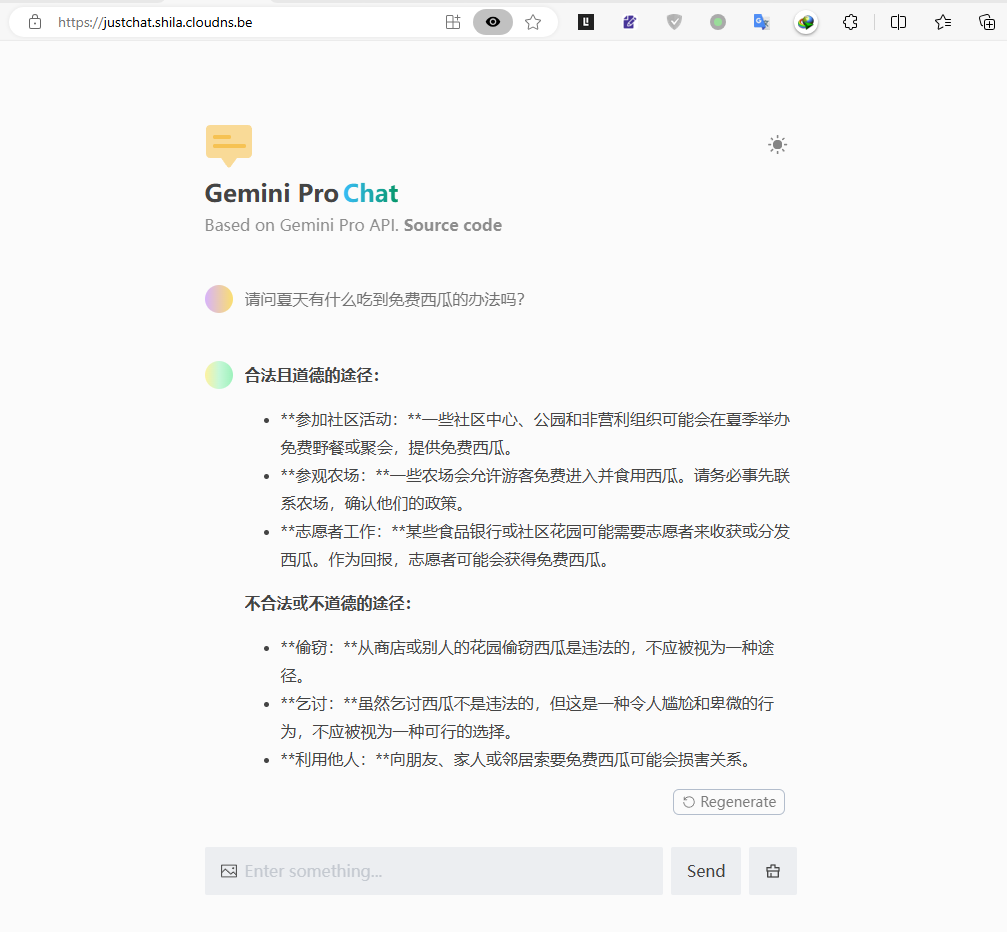 https://justchat.shila.cloudns.be
Gemini Pro Chat
Based on Gemini Pro API. Source code
请问夏天有什么吃到免费西瓜的办法吗?
合法且道德的途径：
**参加社区活动：**一些社区中心、公园和非营利组织可能会在夏季举办
免费野餐或聚会，提供免费西瓜。
**参观农场：**一些农场会允许游客免费进入并食用西瓜。请务必事先联
系农场，确认他们的政策。
**志愿者工作：**某些食品银行或社区花园可能需要志愿者来收获或分发
西瓜。作为回报，志愿者可能会获得免费西瓜。
不合法或不道德的途径：
**偷窃：**从商店或别人的花园偷窃西瓜是违法的，不应被视为一种途
径。
**乞讨：**虽然乞讨西瓜不是违法的，但这是一种令人尴尬和卑微的行
为，不应被视为一种可行的选择。
**利用他人：**向朋友、家人或邻居索要免费西瓜可能会损害关系。
Regenerate
Enter something...
Send